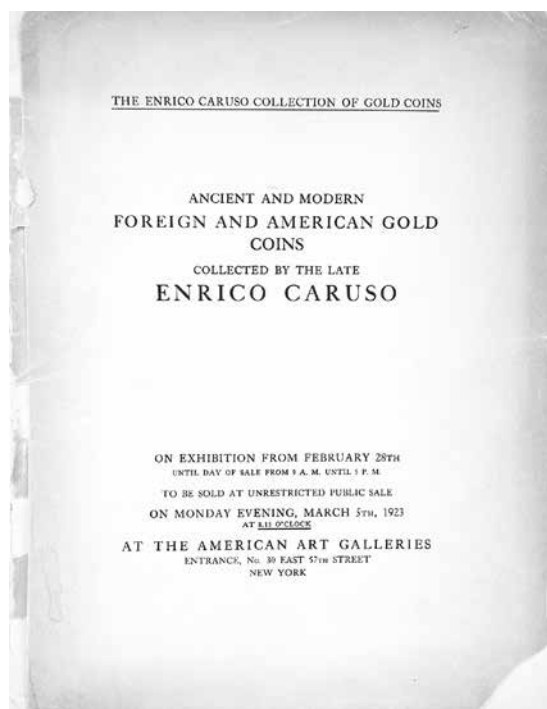 THE ENRICO CARUSO COLLECTION OF GOLD COINS
ANCIENT AND MODERN
FOREIGN AND AMERICAN GOLD
COINS
COLLECTED BY THE LATE
ENRICO CARUSO
ON EXHIBITION FROM FEBRUARY 28TH
UNTIL DAY OF SALE FROM 9 A. M. UNTIL 5 P. M.
TO BE SOLD AT UNRESTRICTED PUBLIC SALE
ON MONDAY EVENING, MARCH 5TH, 1923
AT 8.15 O'CLOCK
AT THE AMERICAN ART GALLERIES
ENTRANCE, No. 30 EAST 57TH STREET
NEW YORK